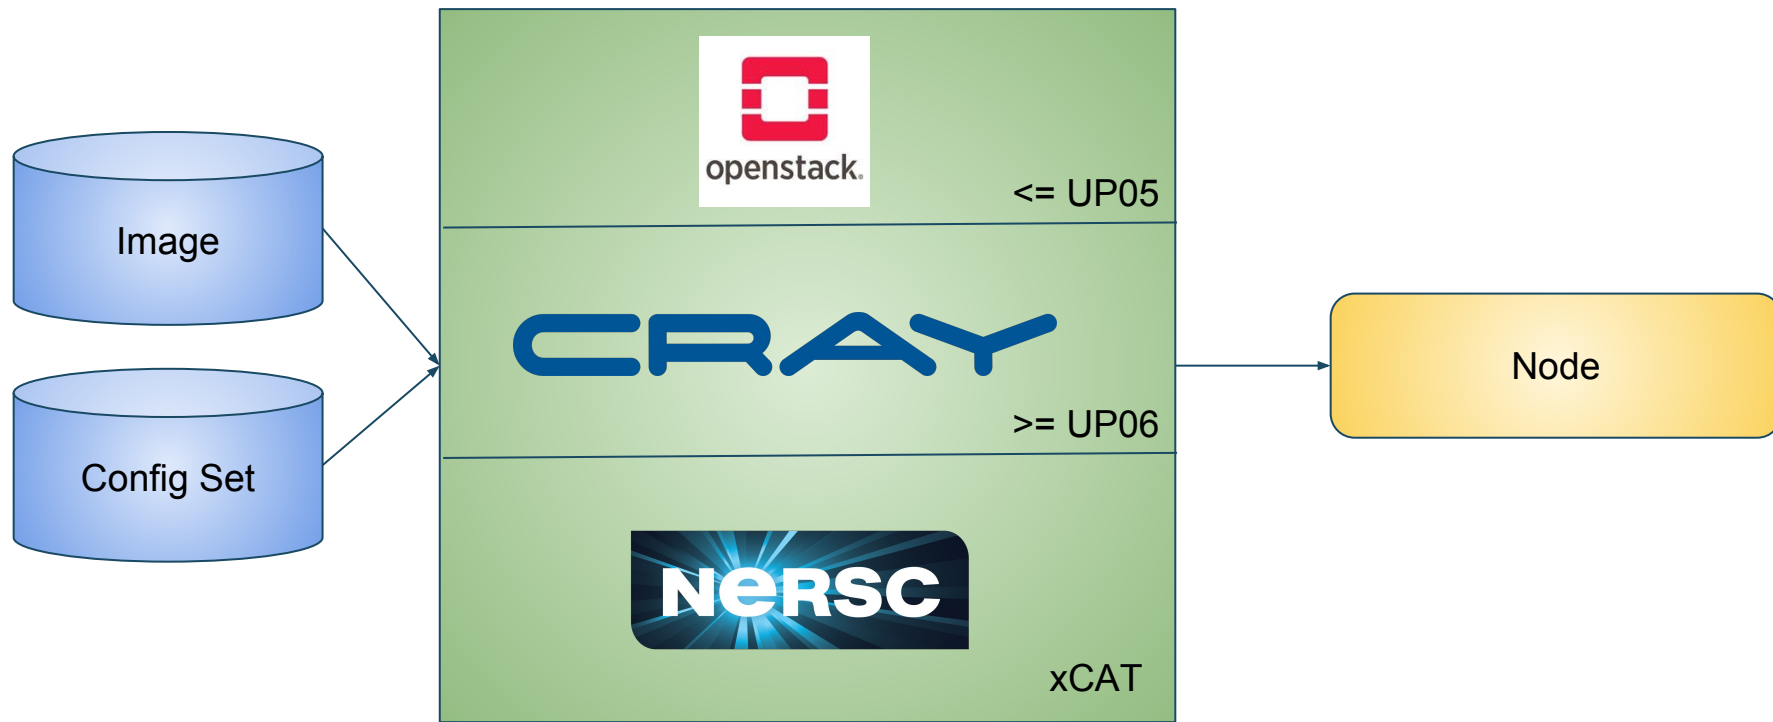 openstack.
<= UP05
Image
CRAY
>= UP06
Node
Config Set
NeRSC
xCAT